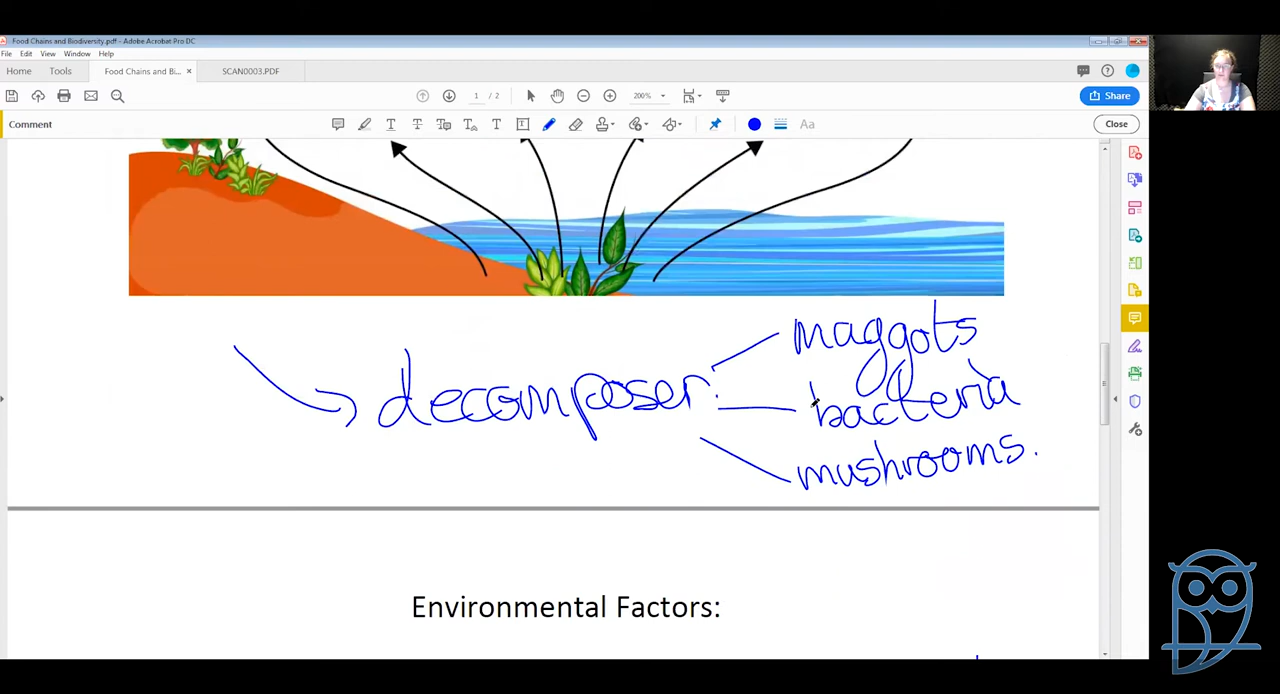 Food Chains and Biodiversity.pdf - Adobe Acrobat Pro DC
File Edit View Window Help
Home Tools Food Chains and Bi... × SCAN0003.PDF
1 / 2 200% Share
Comment Aa Close
decomposer.
maggots
bacteria
mushrooms.
Environmental Factors: